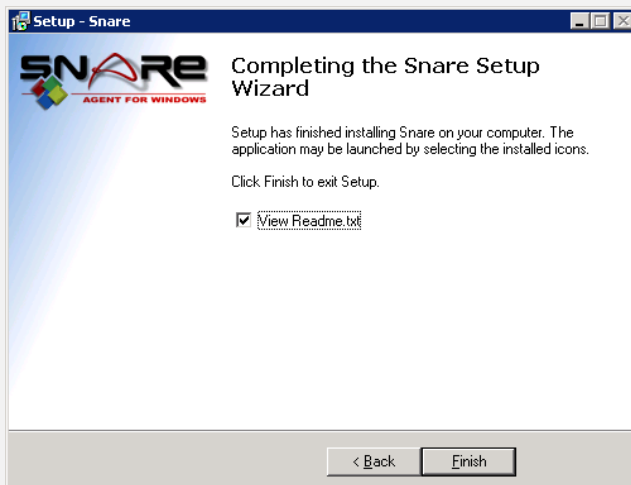 Setup - Snare
SNARE
AGENT FOR WINDOWS
Completing the Snare Setup
Wizard
Setup has finished installing Snare on your computer. The
application may be launched by selecting the installed icons.
Click Finish to exit Setup.
View Readme.txt
< Back
Finish